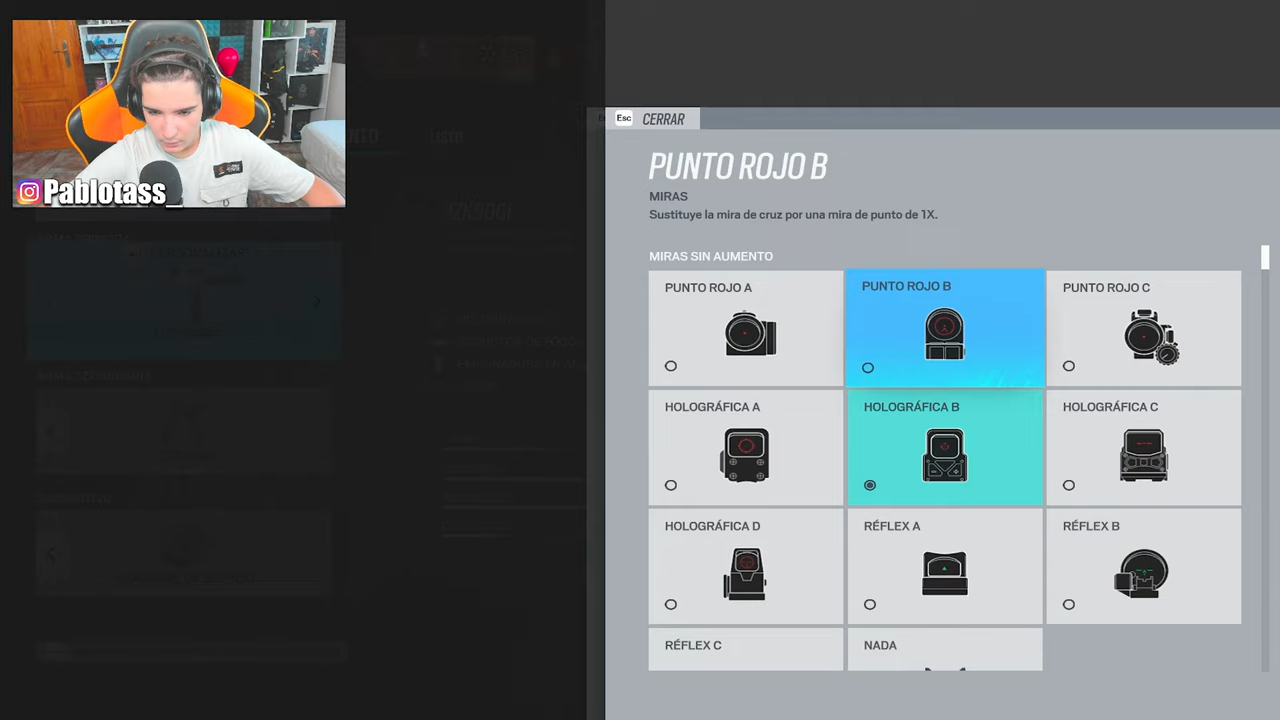 Pablotass_
LISTO
Esc CERRAR
PUNTO ROJO B
MIRAS
Sustituye la mira de cruz por una mira de punto de 1X.
MIRAS SIN AUMENTO
PUNTO ROJO A
PUNTO ROJO B
PUNTO ROJO C
HOLOGRÁFICA A
HOLOGRÁFICA B
HOLOGRÁFICA C
HOLOGRÁFICA D
RÉFLEX A
RÉFLEX B
RÉFLEX C
NADA